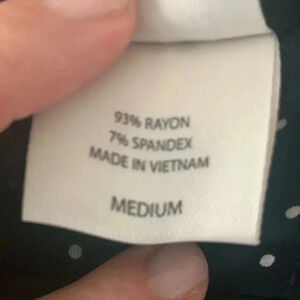 93% RAYON
7% SPANDEX
MADE IN VIETNAM
MEDIUM